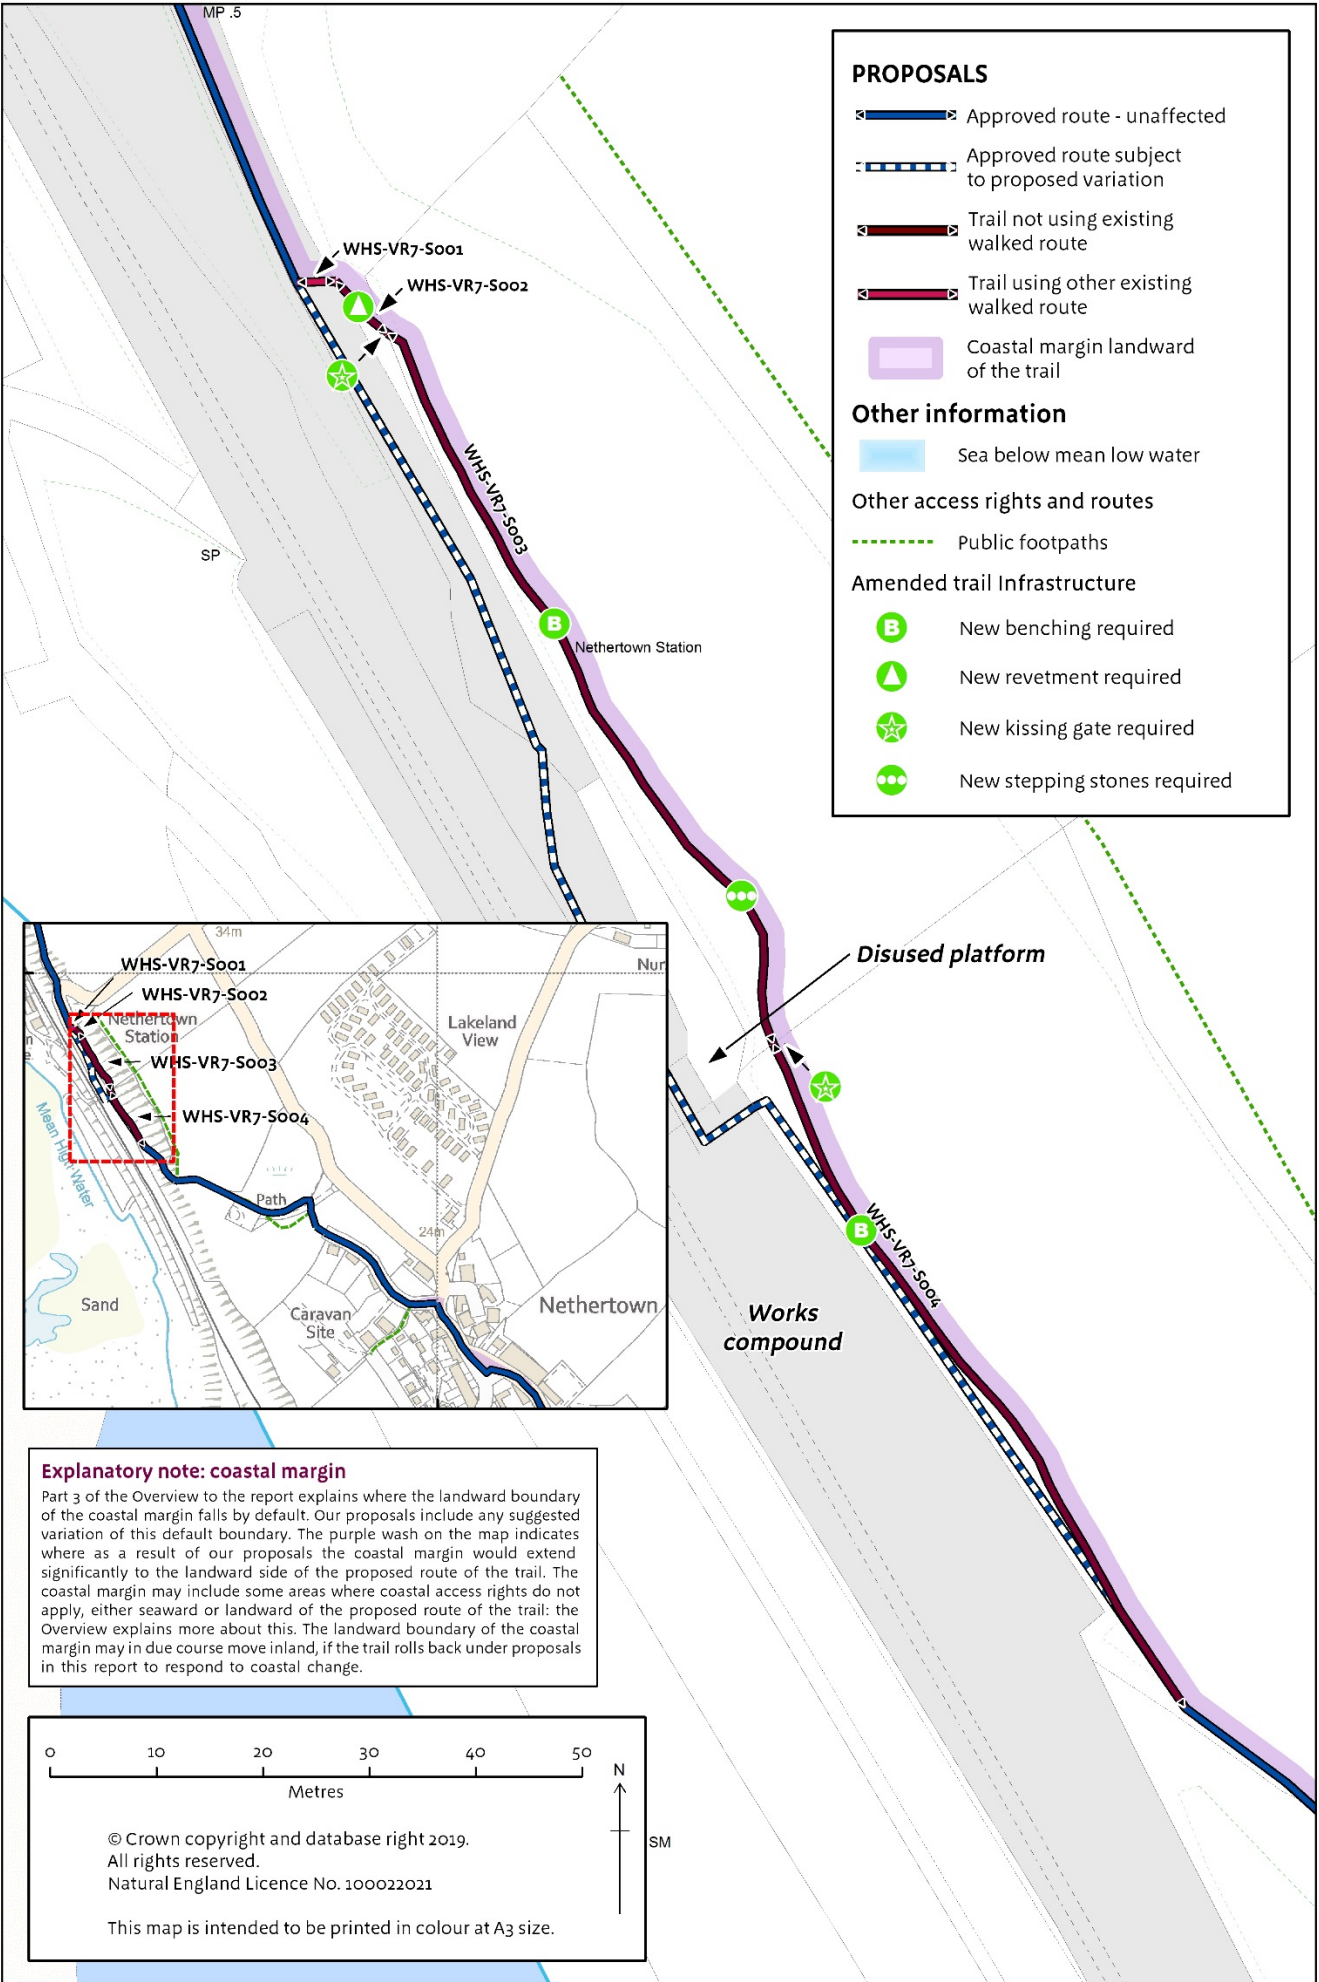 MP .5
WHS-VR7-S001
WHS-VR7-S002
WHS-VR7-S003
SP
Nethertown Station
PROPOSALS
Approved route - unaffected
Approved route subject
to proposed variation
Trail not using existing
walked route
Trail using other existing
walked route
Coastal margin landward
of the trail
Other information
Sea below mean low water
Other access rights and routes
Public footpaths
Amended trail Infrastructure
B
New benching required
New revetment required
New kissing gate required
New stepping stones required
B
Disused platform
B
WHS-VR7-S004
Works
compound
34m
WHS-VR7-S001
WHS-VR7-S002
Nethertown
Station
WHS-VR7-S003
WHS-VR7-S004
Lakeland
View
Nur
Mean High Water
Path
24m
Sand
Caravan
Site
Nethertown
Explanatory note: coastal margin
Part 3 of the Overview to the report explains where the landward boundary
of the coastal margin falls by default. Our proposals include any suggested
variation of this default boundary. The purple wash on the map indicates
where as a result of our proposals the coastal margin would extend
significantly to the landward side of the proposed route of the trail. The
coastal margin may include some areas where coastal access rights do not
apply, either seaward or landward of the proposed route of the trail: the
Overview explains more about this. The landward boundary of the coastal
margin may in due course move inland, if the trail rolls back under proposals
in this report to respond to coastal change.
0 10 20 30 40 50
Metres
N
SM
© Crown copyright and database right 2019.
All rights reserved.
Natural England Licence No. 100022021
This map is intended to be printed in colour at A3 size.